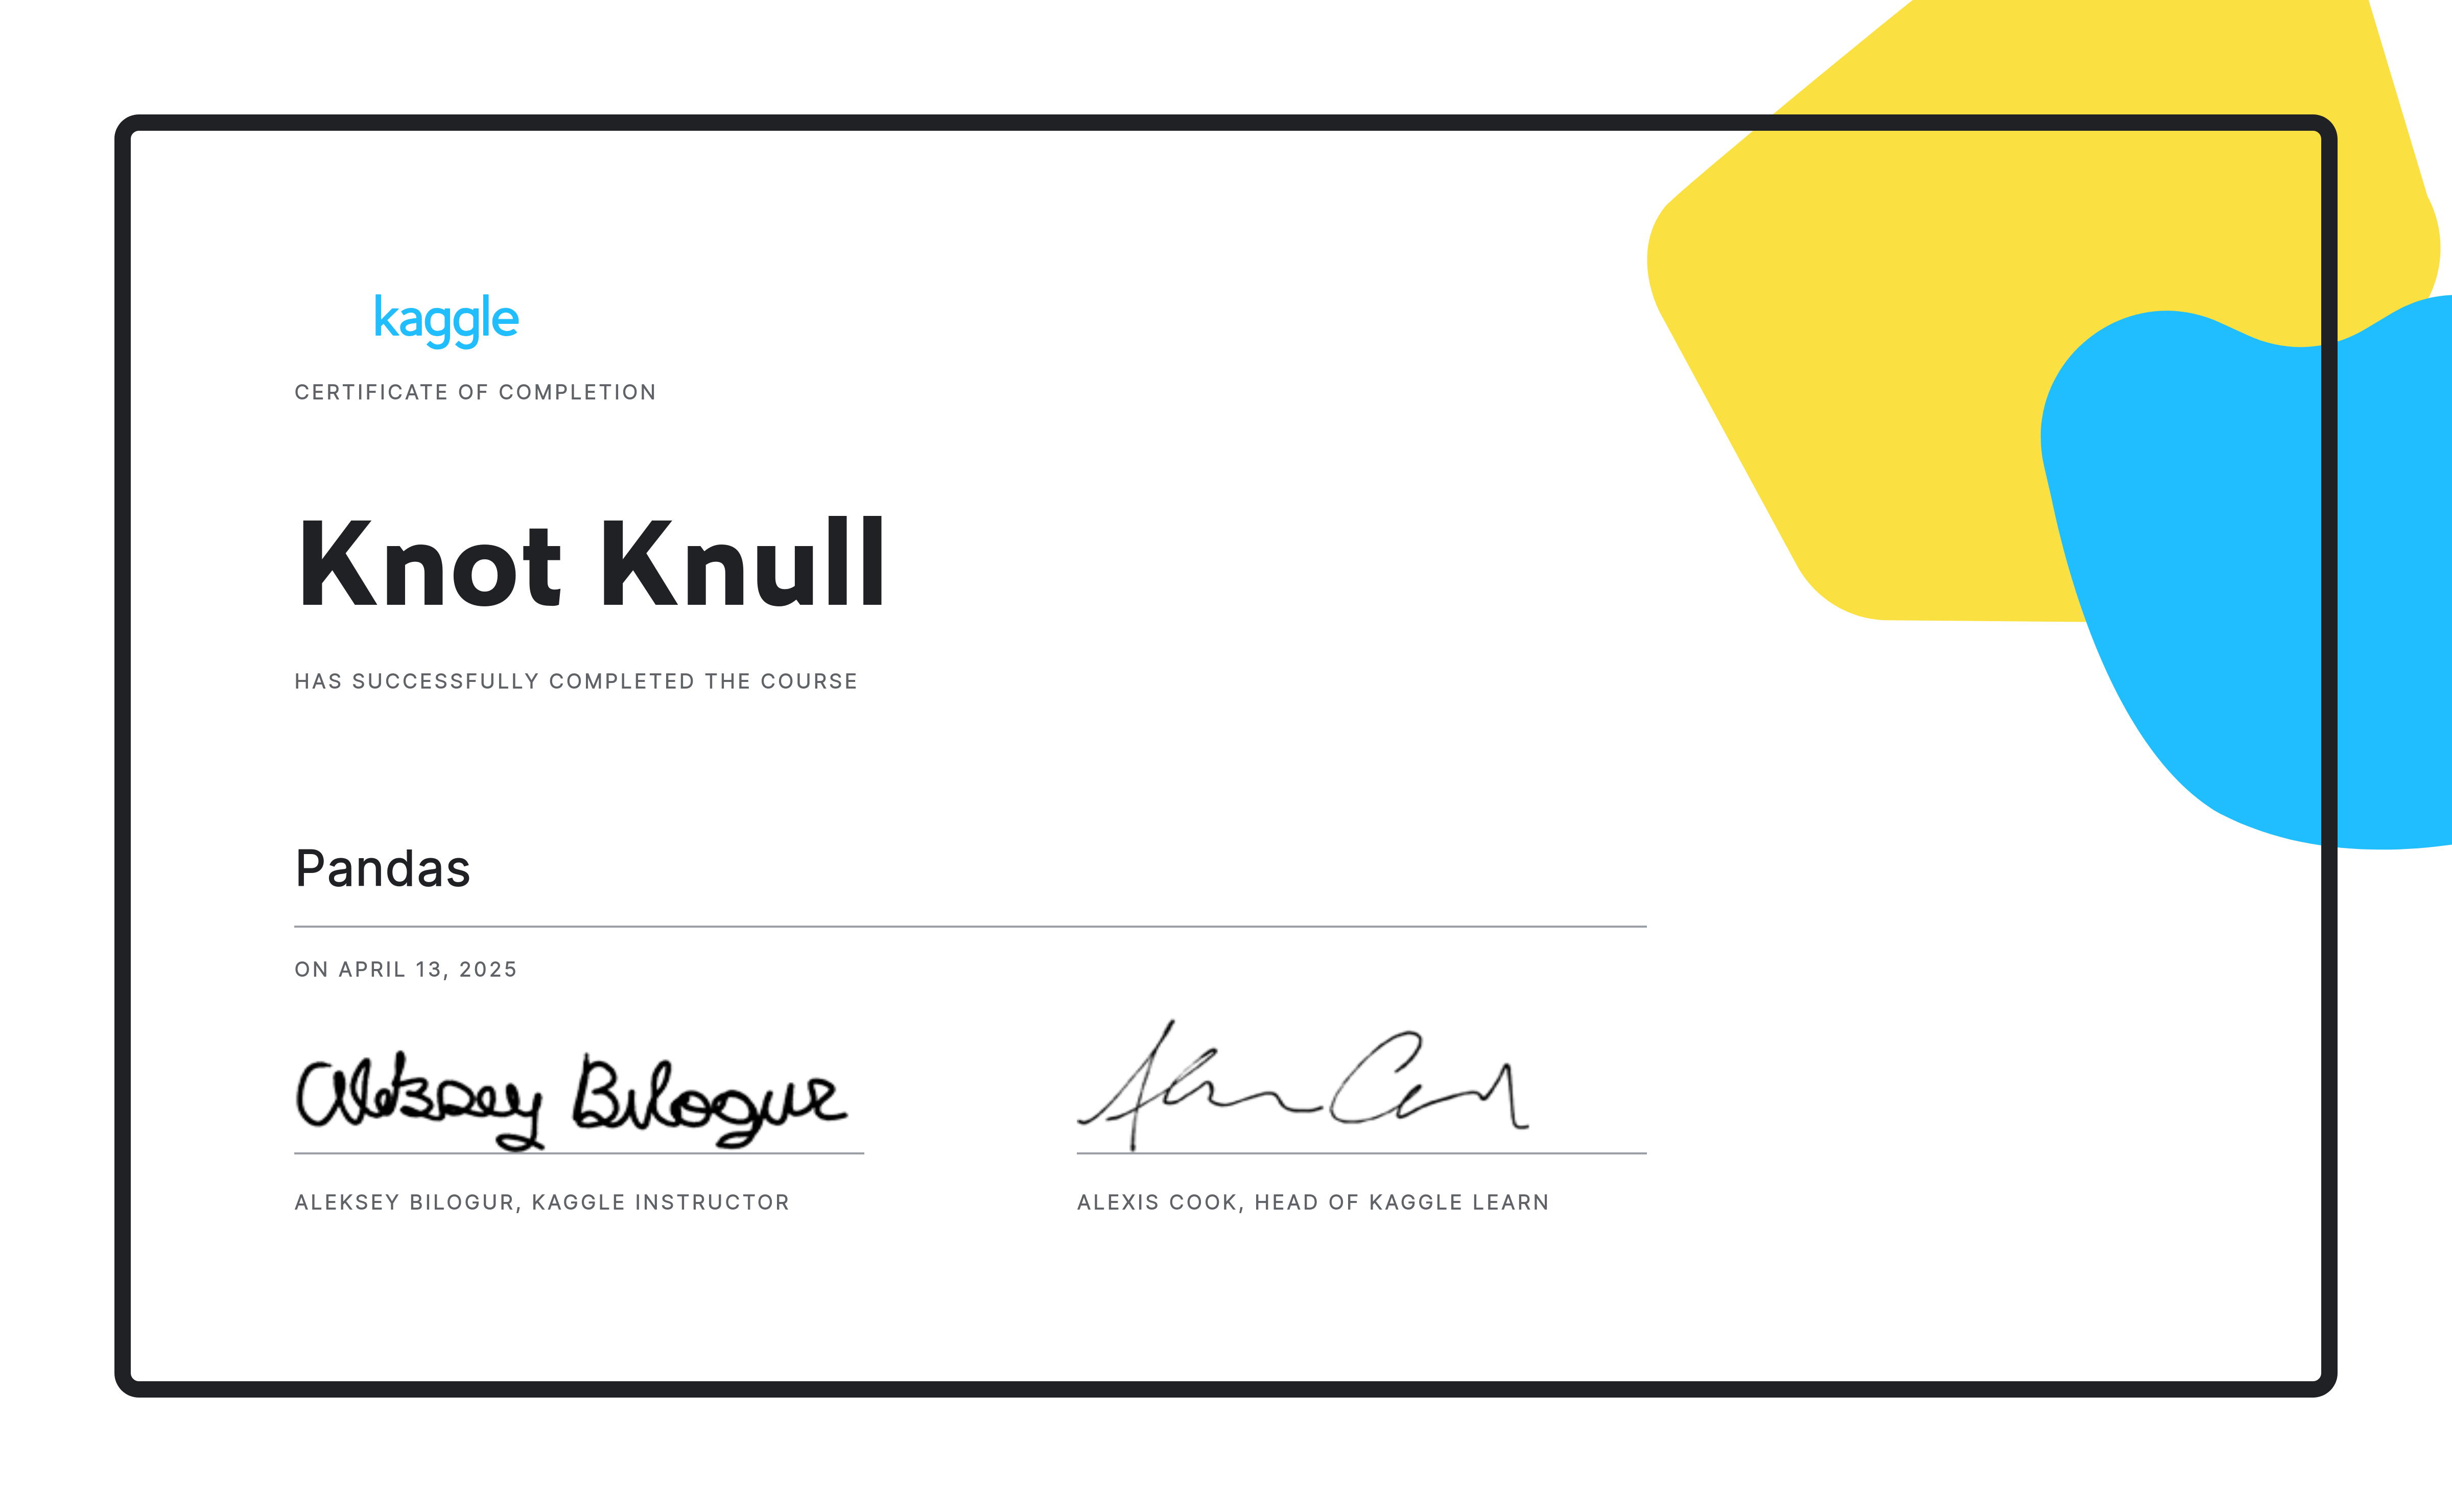 kaggle
CERTIFICATE OF COMPLETION
Knot Knull
HAS SUCCESSFULLY COMPLETED THE COURSE
Pandas
ON APRIL 13, 2025
Aleksey Bilogur
ALEKSEY BILOGUR, KAGGLE INSTRUCTOR
ALEXIS COOK, HEAD OF KAGGLE LEARN